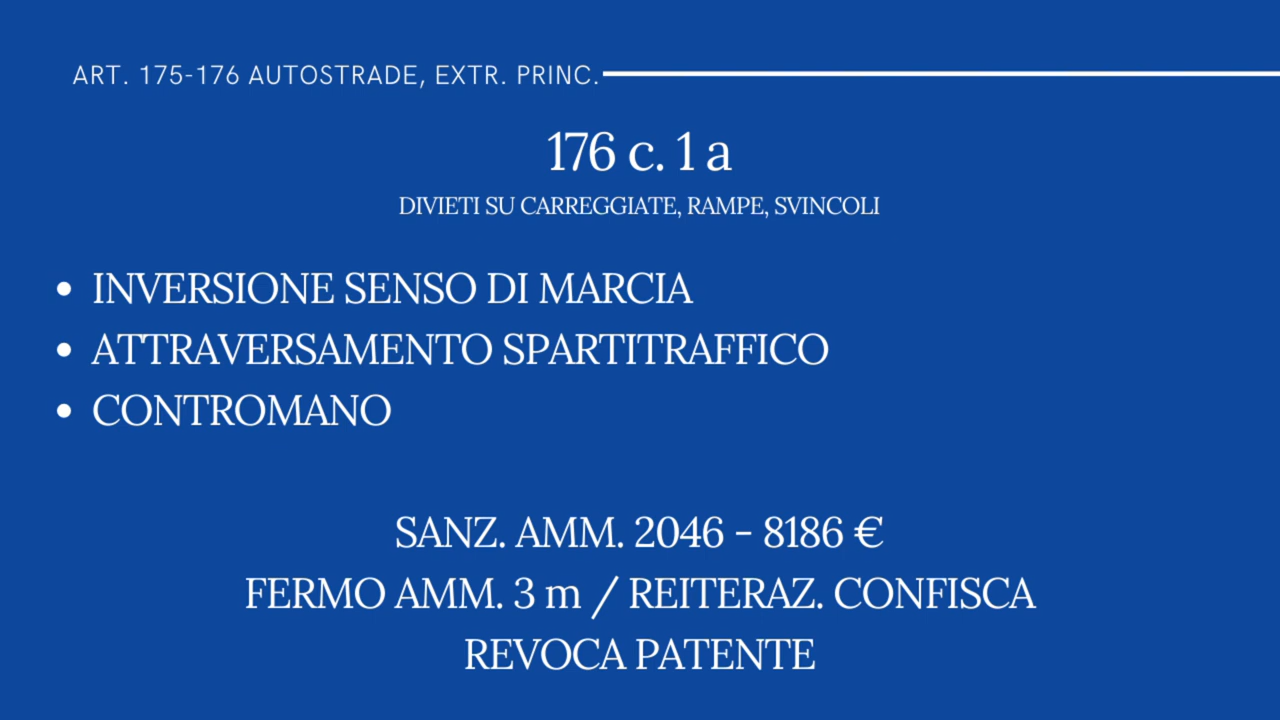 ART. 175-176 AUTOSTRADE, EXTR. PRINC.
176 c. 1 a
DIVIETI SU CARREGGIATE, RAMPE, SVINCOLI
• INVERSIONE SENSO DI MARCIA
• ATTRAVERSAMENTO SPARTITRAFFICO
• CONTROMANO
SANZ. AMM. 2046 - 8186 €
FERMO AMM. 3 m / REITERAZ. CONFISCA
REVOCA PATENTE